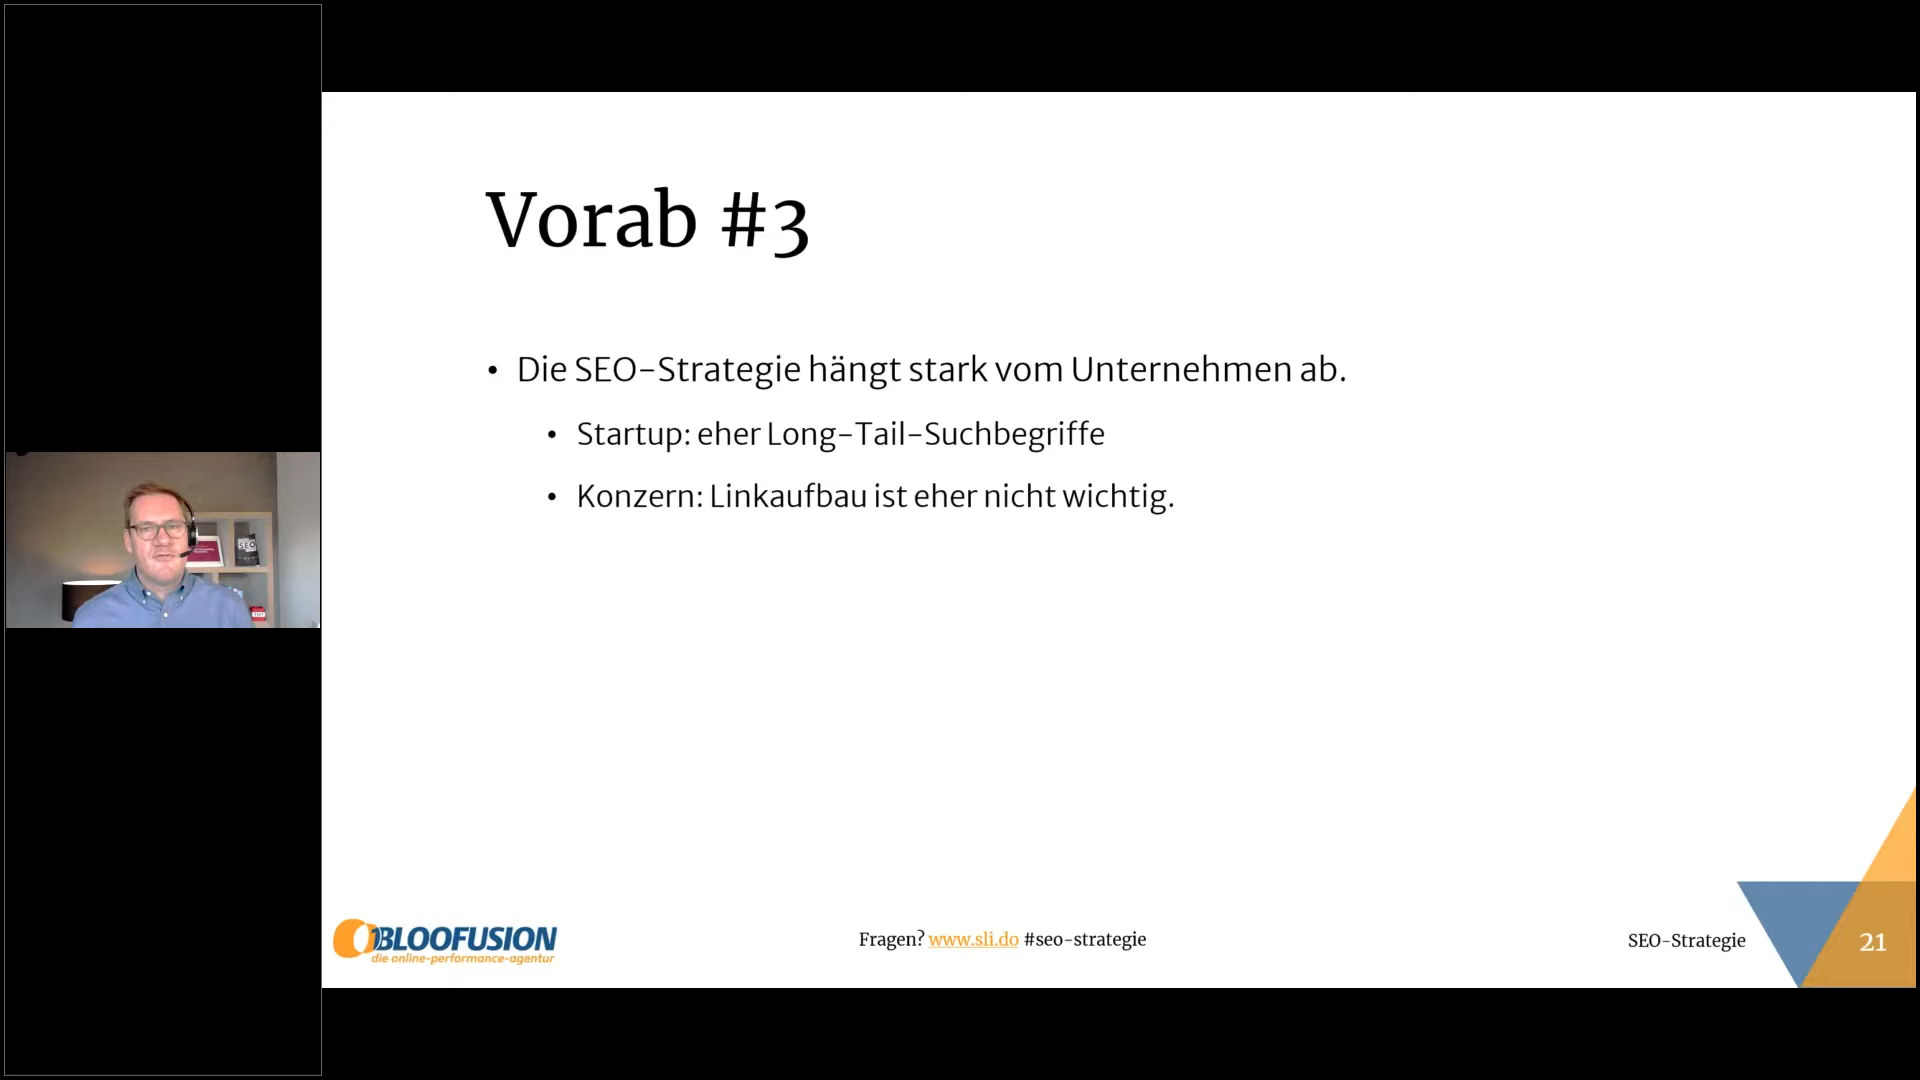 Vorab #3
• Die SEO-Strategie hängt stark vom Unternehmen ab.
• Startup: eher Long-Tail-Suchbegriffe
• Konzern: Linkaufbau ist eher nicht wichtig.
SEO
BLOOFUSION
die online-performance-agentur
Fragen? www.sli.do #seo-strategie
SEO-Strategie
21